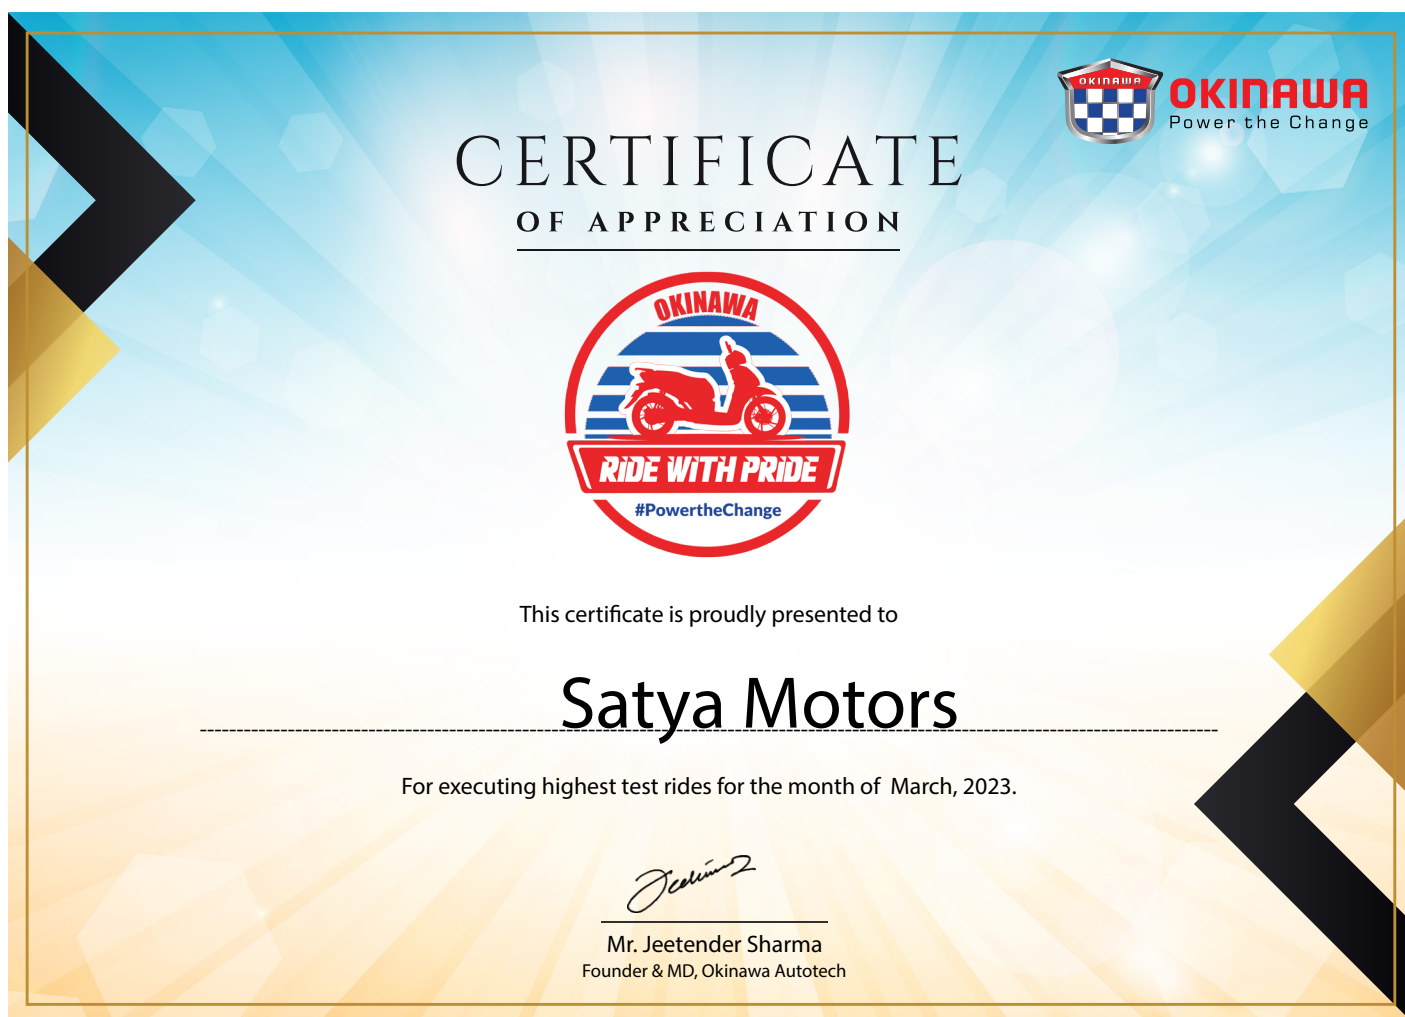 OKINAWA
OKINAWA
Power the Change
CERTIFICATE
OF APPRECIATION
OKINAWA
RIDE WITH PRIDE
#PowertheChange
This certificate is proudly presented to
Satya Motors
For executing highest test rides for the month of March, 2023.
Mr. Jeetender Sharma
Founder & MD, Okinawa Autotech